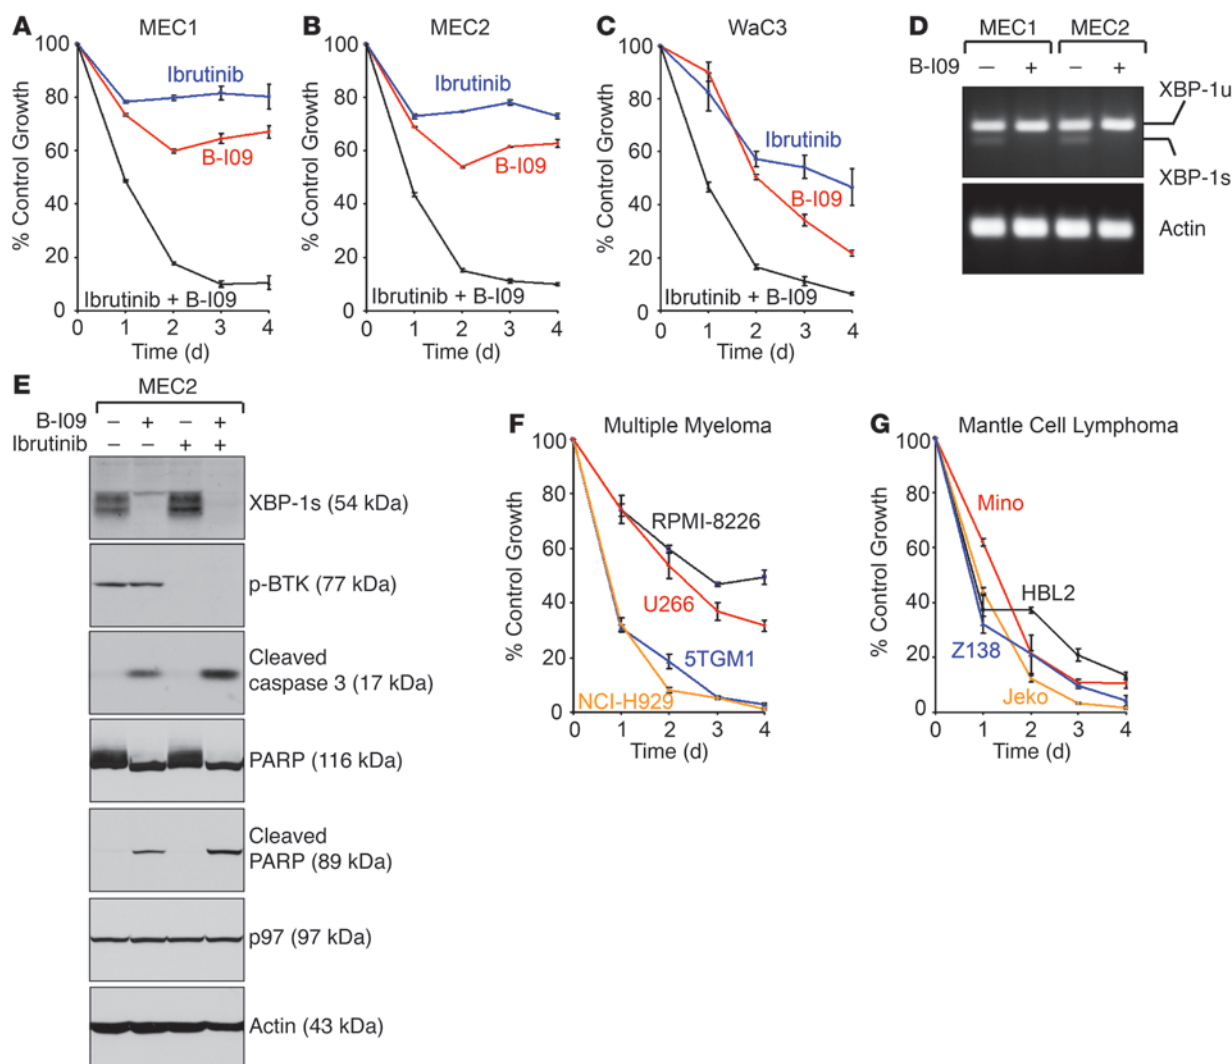 A
MEC1
100
80
60
40
20
0
% Control Growth
Ibrutinib
B-I09
Ibrutinib + B-I09
0 1 2 3 4
Time (d)
B
MEC2
100
80
60
40
20
0
% Control Growth
Ibrutinib
B-I09
Ibrutinib + B-I09
0 1 2 3 4
Time (d)
C
WaC3
100
80
60
40
20
0
% Control Growth
Ibrutinib
B-I09
Ibrutinib + B-I09
0 1 2 3 4
Time (d)
D
MEC1 MEC2
B-I09 – + – +
XBP-1u
XBP-1s
Actin
E
MEC2
B-I09 – + – +
Ibrutinib – – + +
XBP-1s (54 kDa)
p-BTK (77 kDa)
Cleaved
caspase 3 (17 kDa)
PARP (116 kDa)
Cleaved
PARP (89 kDa)
p97 (97 kDa)
Actin (43 kDa)
F
Multiple Myeloma
100
80
60
40
20
0
% Control Growth
RPMI-8226
U266
5TGM1
NCI-H929
1 2 3 4
Time (d)
G
Mantle Cell Lymphoma
100
80
60
40
20
0
% Control Growth
Mino
HBL2
Z138
Jeko
0 1 2 3 4
Time (d)